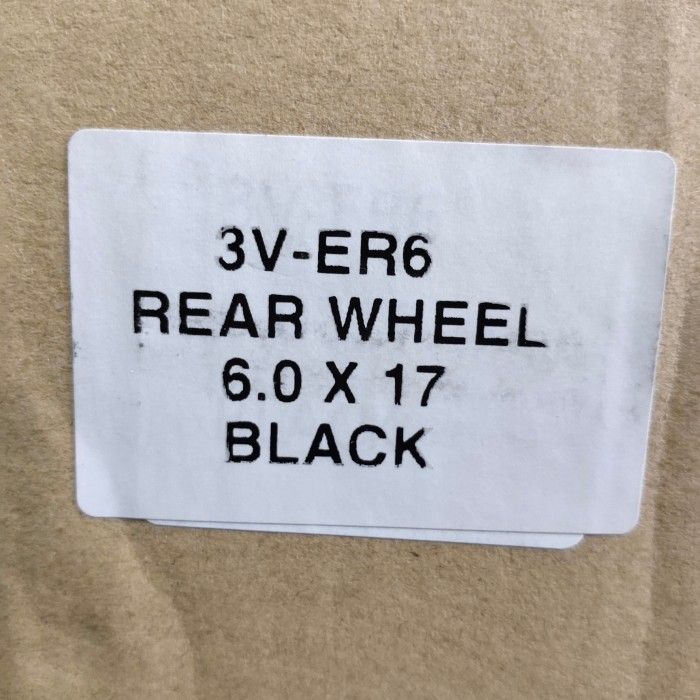 3V-ER6
REAR WHEEL
6.0 X 17
BLACK